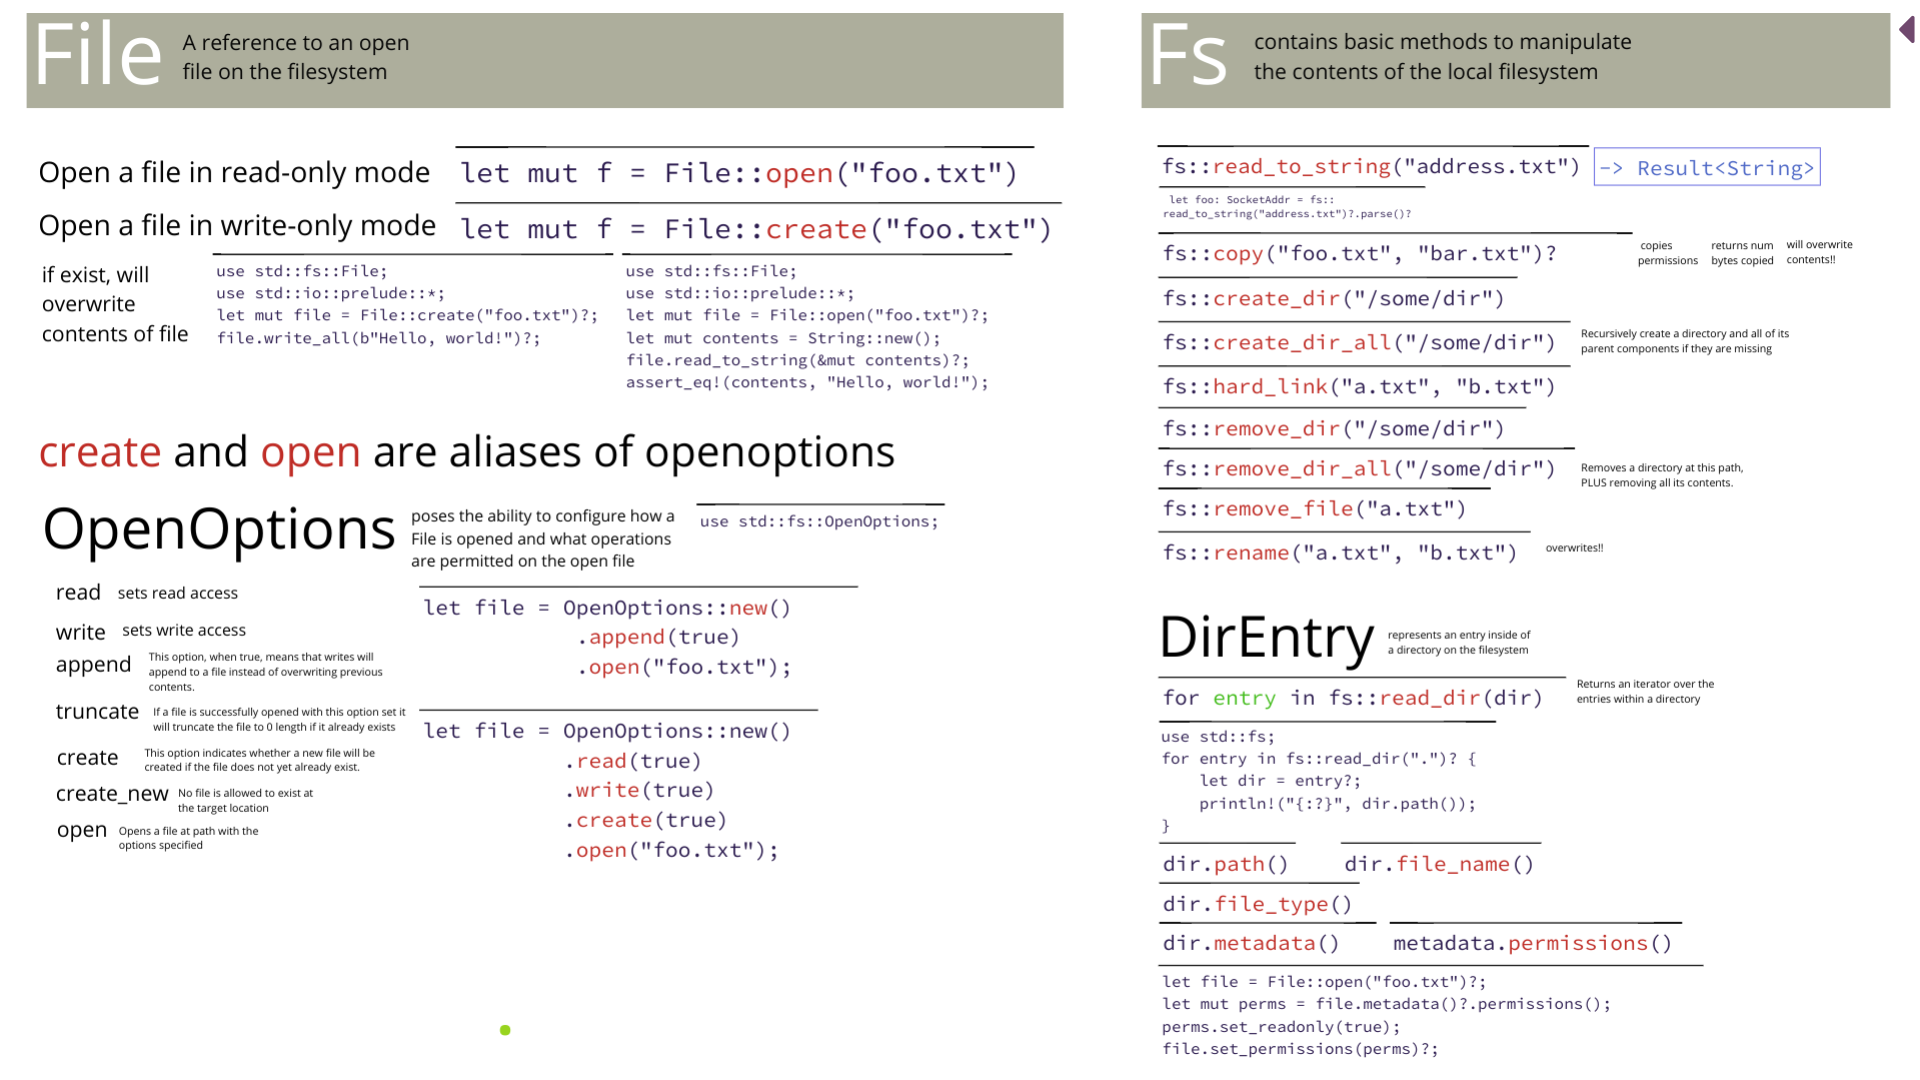 File
A reference to an open
file on the filesystem
Open a file in read-only mode
let mut f = File::open("foo.txt")
Open a file in write-only mode
let mut f = File::create("foo.txt")
if exist, will
overwrite
contents of file
use std::fs::File;
use std::io::prelude::*;
let mut file = File::create("foo.txt")?;
file.write_all(b"Hello, world!")?;
use std::fs::File;
use std::io::prelude::*;
let mut file = File::open("foo.txt")?;
let mut contents = String::new();
file.read_to_string(&mut contents)?;
assert_eq!(contents, "Hello, world!");
create and open are aliases of openoptions
OpenOptions
poses the ability to configure how a
File is opened and what operations
are permitted on the open file
use std::fs::OpenOptions;
read
sets read access
write
sets write access
append
This option, when true, means that writes will
append to a file instead of overwriting previous
contents.
truncate
If a file is successfully opened with this option set it
will truncate the file to 0 length if it already exists
create
This option indicates whether a new file will be
created if the file does not yet already exist.
create_new
No file is allowed to exist at
the target location
open
Opens a file at path with the
options specified
let file = OpenOptions::new()
.append(true)
.open("foo.txt");
let file = OpenOptions::new()
.read(true)
.write(true)
.create(true)
.open("foo.txt");
Fs
contains basic methods to manipulate
the contents of the local filesystem
fs::read_to_string("address.txt")
-> Result<String>
let foo: SocketAddr = fs::
read_to_string("address.txt")?.parse()?
fs::copy("foo.txt", "bar.txt")?
copies
permissions
returns num
bytes copied
will overwrite
contents!!
fs::create_dir("/some/dir")
fs::create_dir_all("/some/dir")
Recursively create a directory and all of its
parent components if they are missing
fs::hard_link("a.txt", "b.txt")
fs::remove_dir("/some/dir")
fs::remove_dir_all("/some/dir")
Removes a directory at this path,
PLUS removing all its contents.
fs::remove_file("a.txt")
fs::rename("a.txt", "b.txt")
overwrites!!
DirEntry
represents an entry inside of
a directory on the filesystem
for entry in fs::read_dir(dir)
Returns an iterator over the
entries within a directory
use std::fs;
for entry in fs::read_dir(".")? {
let dir = entry?;
println!("{:?}", dir.path());
}
dir.path()
dir.file_name()
dir.file_type()
dir.metadata()
metadata.permissions()
let file = File::open("foo.txt")?;
let mut perms = file.metadata()?.permissions();
perms.set_readonly(true);
file.set_permissions(perms)?;